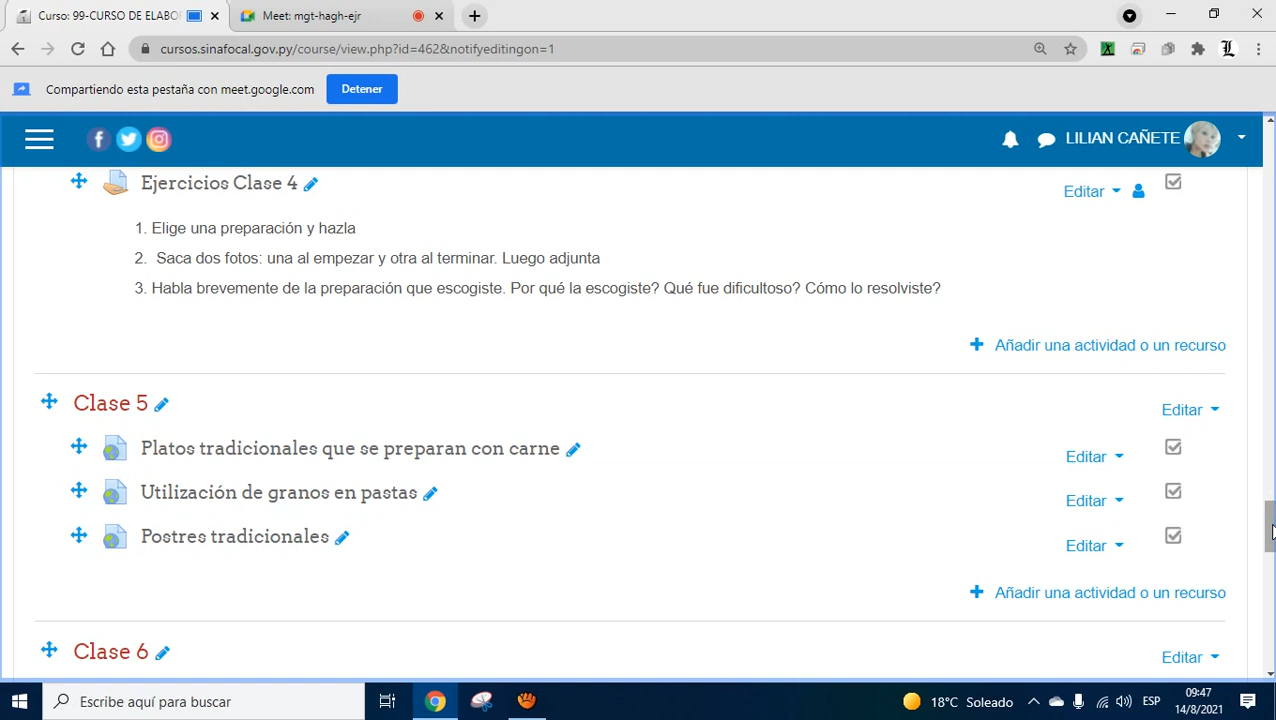 Curso: 99-CURSO DE ELABO
Meet: mgt-hagh-ejr
cursos.sinafocal.gov.py/course/view.php?id=462&notifyeditingon=1
Compartiendo esta pestaña con meet.google.com
Detener
LILIAN CAÑETE
Ejercicios Clase 4
Editar
1. Elige una preparación y hazla
2. Saca dos fotos: una al empezar y otra al terminar. Luego adjunta
3. Habla brevemente de la preparación que escogiste. Por qué la escogiste? Qué fue dificultoso? Cómo lo resolviste?
Añadir una actividad o un recurso
Clase 5
Editar
Platos tradicionales que se preparan con carne
Editar
Utilización de granos en pastas
Editar
Postres tradicionales
Editar
Añadir una actividad o un recurso
Clase 6
Editar
Escribe aquí para buscar
18°C Soleado
ESP
09:47
14/8/2021